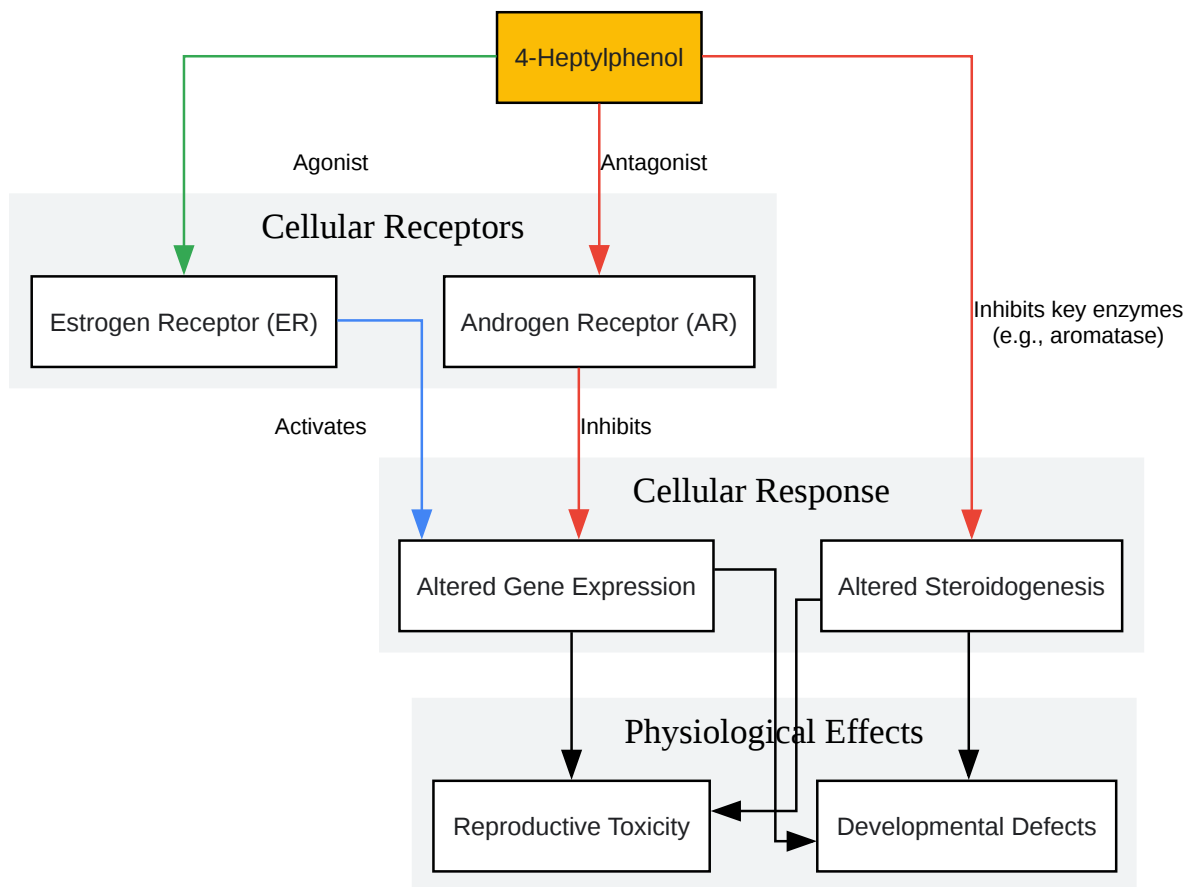 4-Heptylphenol
Agonist
Antagonist
Cellular Receptors
Estrogen Receptor (ER)
Androgen Receptor (AR)
Inhibits key enzymes
(e.g., aromatase)
Activates
Inhibits
Cellular Response
Altered Gene Expression
Altered Steroidogenesis
Physiological Effects
Reproductive Toxicity
Developmental Defects